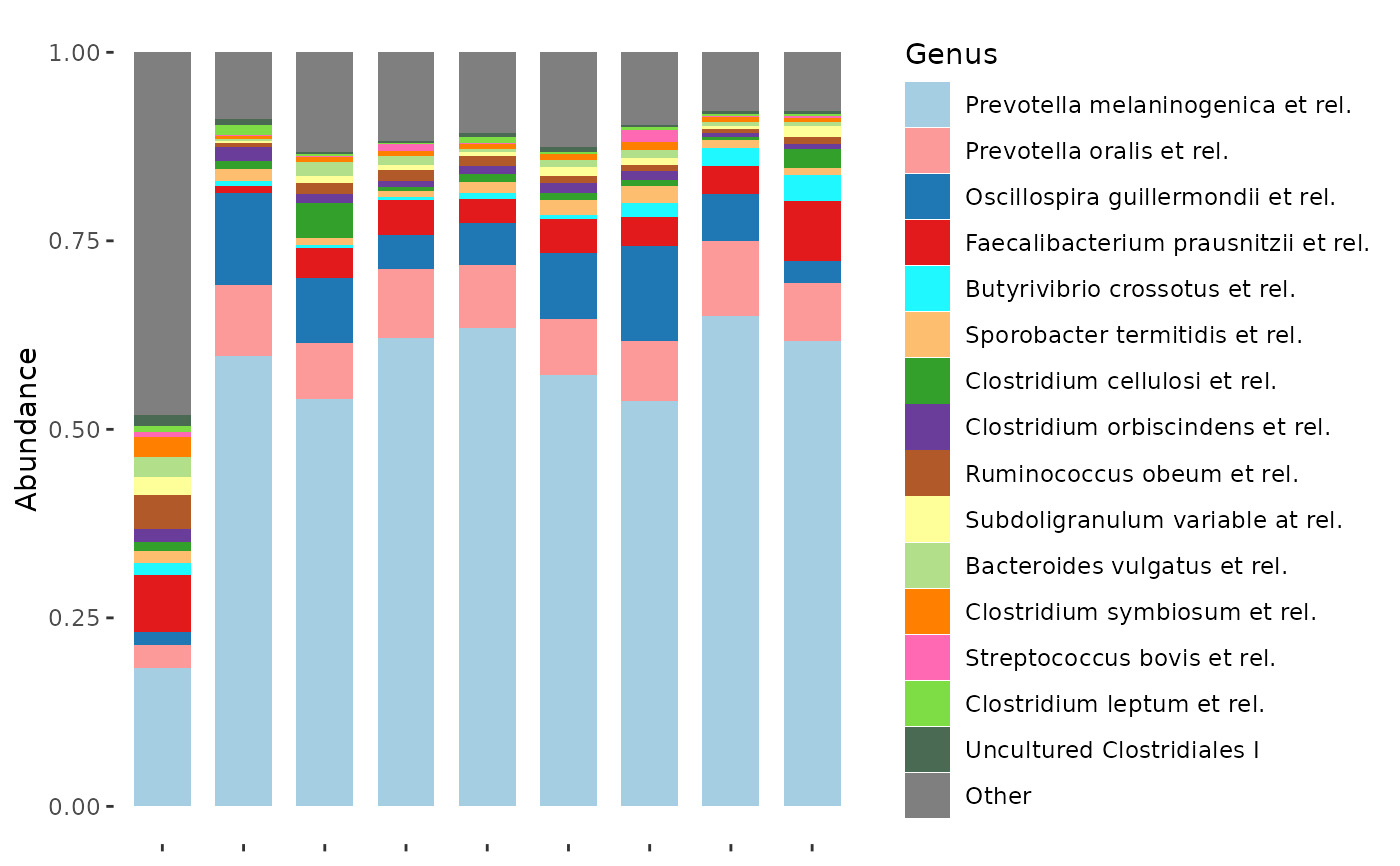 1.00
0.75
0.50
0.25
0.00
Abundance
Genus
Prevotella melaninogenica et rel.
Prevotella oralis et rel.
Oscillospira guillermondii et rel.
Faecalibacterium prausnitzii et rel.
Butyrivibrio crossotus et rel.
Sporobacter termitidis et rel.
Clostridium cellulosi et rel.
Clostridium orbiscindens et rel.
Ruminococcus obeum et rel.
Subdoligranulum variable at rel.
Bacteroides vulgatus et rel.
Clostridium symbiosum et rel.
Streptococcus bovis et rel.
Clostridium leptum et rel.
Uncultured Clostridiales I
Other